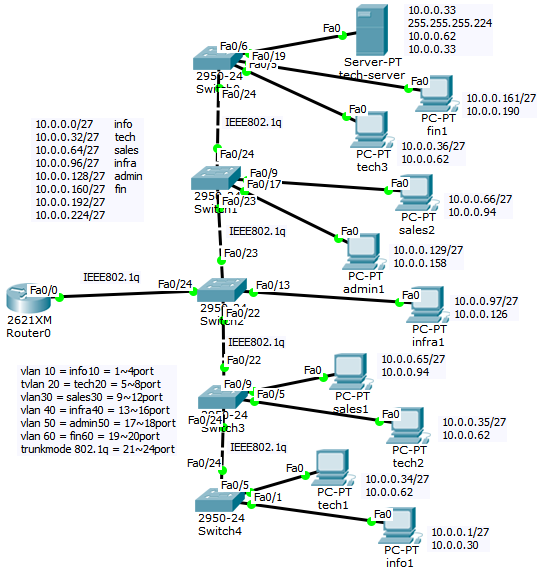 10.0.0.33
255.255.255.224
10.0.0.62
10.0.0.33
Fa0
Fa0/6
Fa0/19
Fa0/5
Server-PT
tech-server
2950-24
Fa0/24
Fa0
PC-PT
fin1
10.0.0.161/27
10.0.0.190
IEEE802.1q
Fa0
PC-PT
tech3
10.0.0.36/27
10.0.0.62
10.0.0.0/27 info
10.0.0.32/27 tech
10.0.0.64/27 sales
10.0.0.96/27 infra
10.0.0.128/27 admin
10.0.0.160/27 fin
10.0.0.192/27
10.0.0.224/27
Fa0/24
Fa0/9
Fa0/17
2950-24
Switch1
Fa0/23
Fa0
PC-PT
sales2
10.0.0.66/27
10.0.0.94
IEEE802.1q
Fa0
PC-PT
admin1
10.0.0.129/27
10.0.0.158
Fa0/23
IEEE802.1q
Fa0/0
2621XM
Router0
Fa0/24
Fa0/13
2950-24
Switch2
Fa0/22
Fa0
PC-PT
infra1
10.0.0.97/27
10.0.0.126
IEEE802.1q
Fa0/22
vlan 10 = info10 = 1~4port
tvlan 20 = tech20 = 5~8port
vlan30 = sales30 = 9~12port
vlan 40 = infra40 = 13~16port
vlan 50 = admin50 = 17~18port
vlan 60 = fin60 = 19~20port
trunkmode 802.1q = 21~24port
Fa0/9
Fa0/5
2950-24
Switch3
Fa0/24
Fa0
PC-PT
sales1
10.0.0.65/27
10.0.0.94
Fa0
PC-PT
tech2
10.0.0.35/27
10.0.0.62
IEEE802.1q
Fa0/24
Fa0/5
Fa0/1
2950-24
Switch4
Fa0
PC-PT
tech1
10.0.0.34/27
10.0.0.62
Fa0
PC-PT
info1
10.0.0.1/27
10.0.0.30